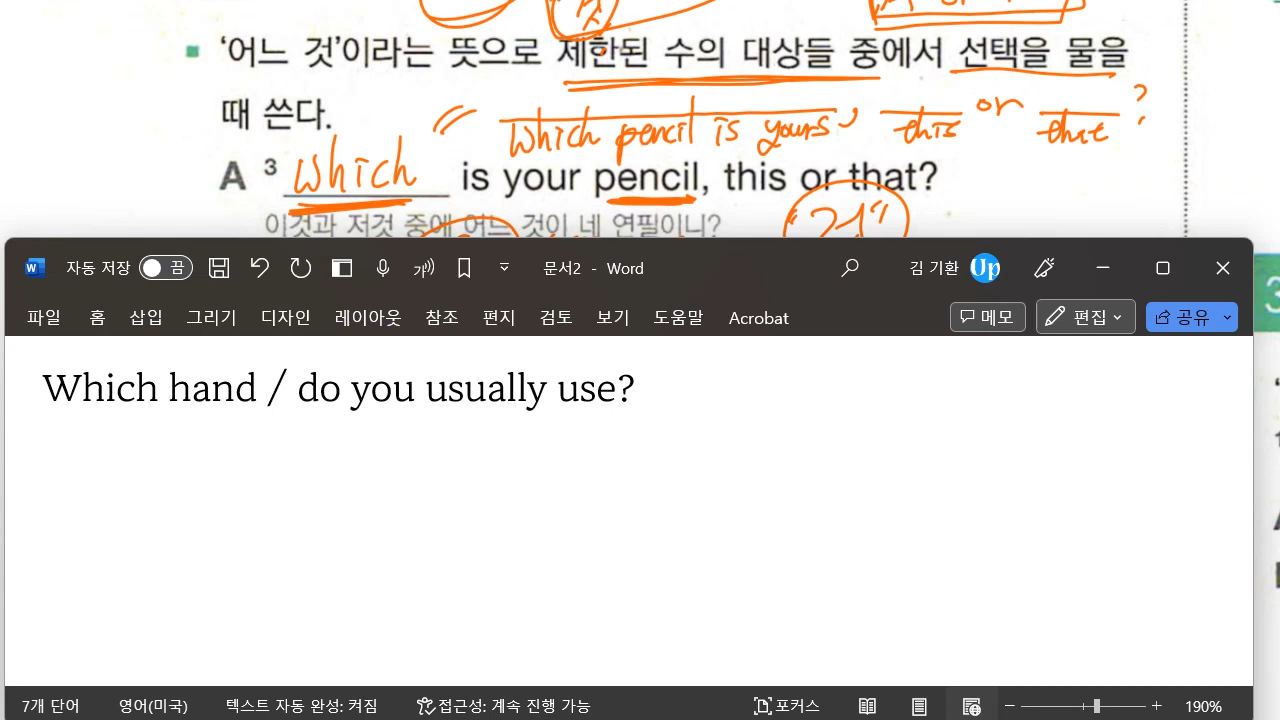 ‘어느 것’이라는 뜻으로 제한된 수의 대상들 중에서 선택을 물을
때 쓴다.
Which pencil is yours, this or that?
A ³ which is your pencil, this or that?
이것과 저것 중에 어느 것이 네 연필이니?
자동 저장 끔 가)) 문서2 - Word 김 기환 Up
파일 홈 삽입 그리기 디자인 레이아웃 참조 편지 검토 보기 도움말 Acrobat 메모 편집 공유
Which hand / do you usually use?
7개 단어 영어(미국) 텍스트 자동 완성: 켜짐 접근성: 계속 진행 가능 포커스 190%